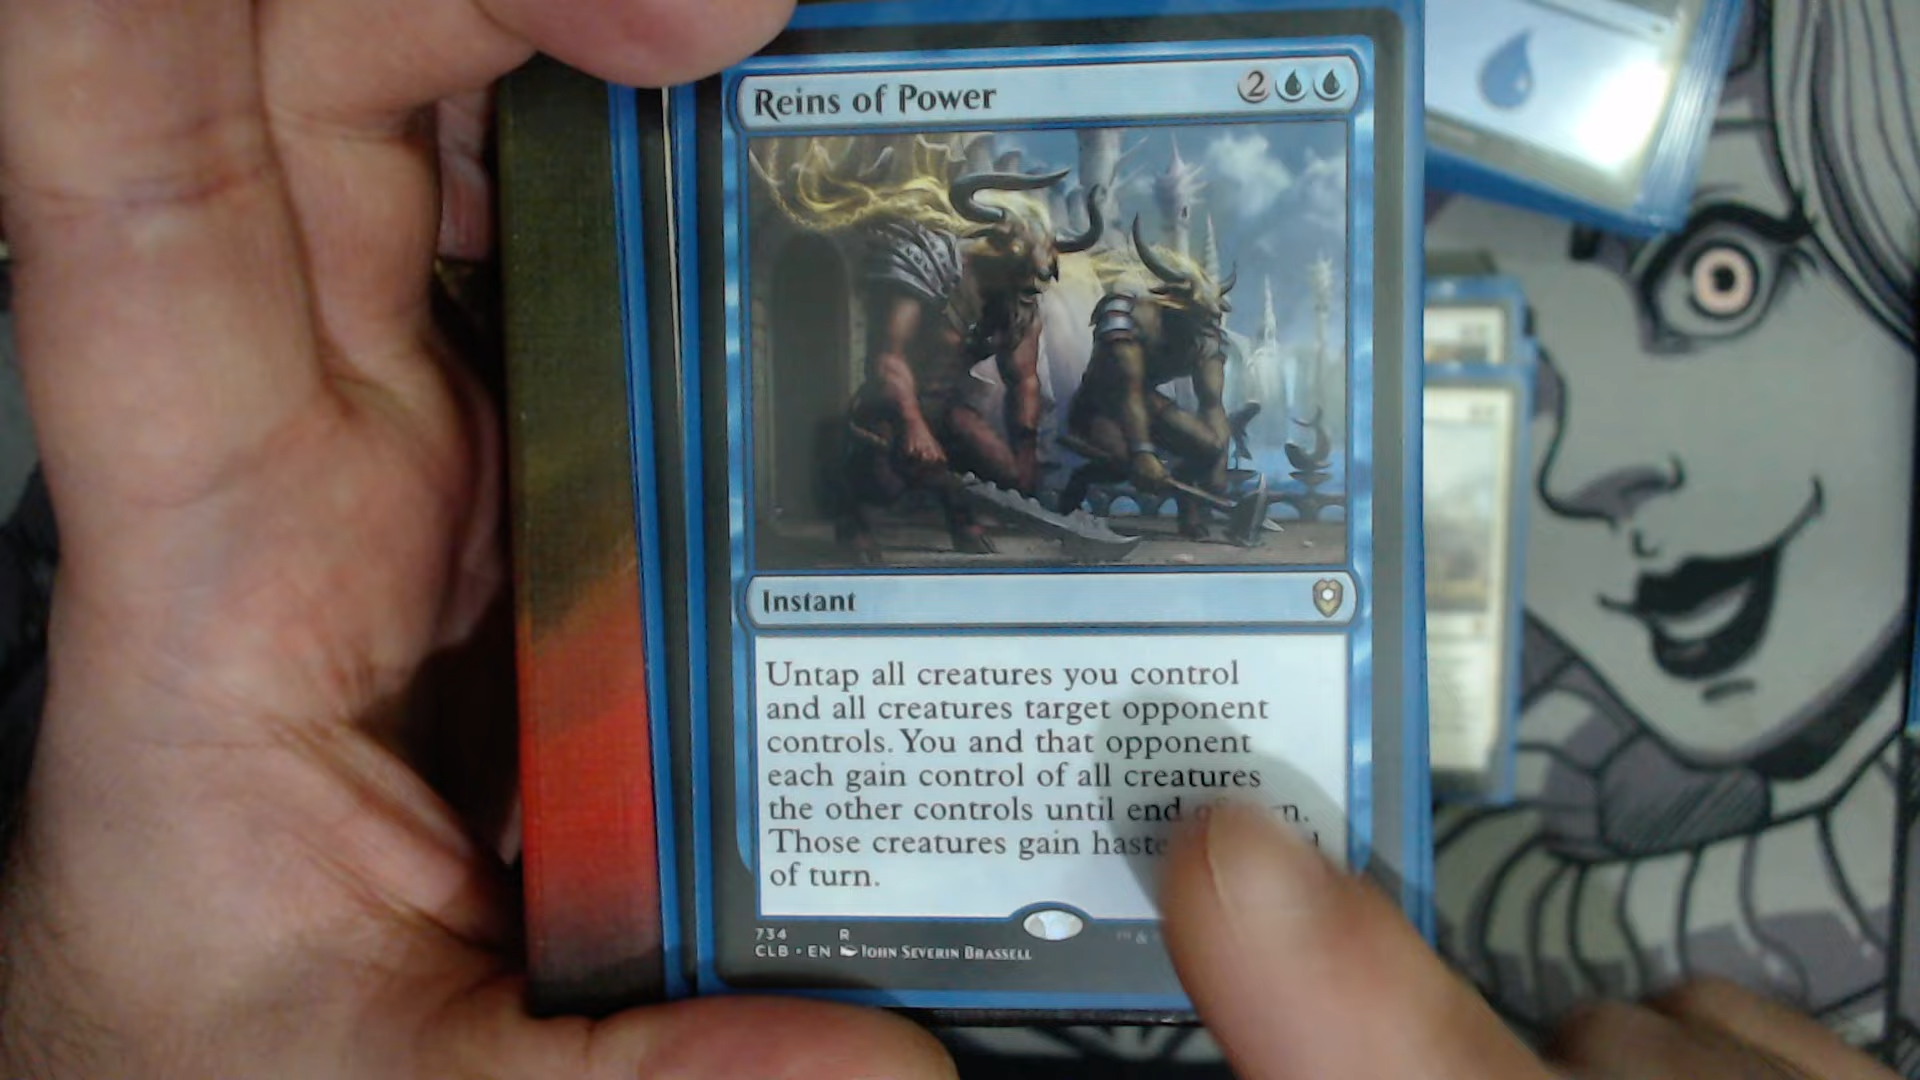 Reins of Power 2
Instant
Untap all creatures you control
and all creatures target opponent
controls. You and that opponent
each gain control of all creatures
the other controls until end
Those creatures gain haste
of turn.
734 R
CLB • EN John Severin Brassell